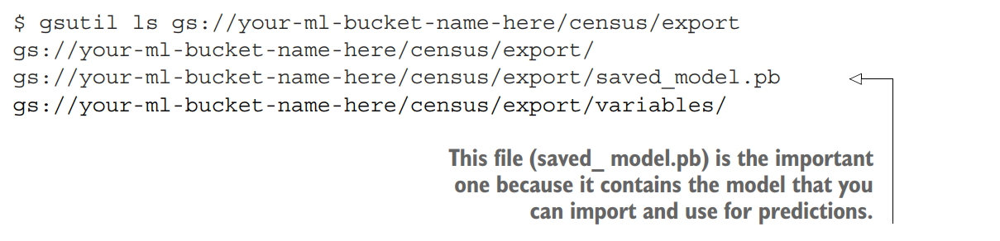 $ gsutil ls gs://your-ml-bucket-name-here/census/export
gs://your-ml-bucket-name-here/census/export/
gs://your-ml-bucket-name-here/census/export/saved_model.pb
gs://your-ml-bucket-name-here/census/export/variables/
This file (saved_ model.pb) is the important
one because it contains the model that you
can import and use for predictions.